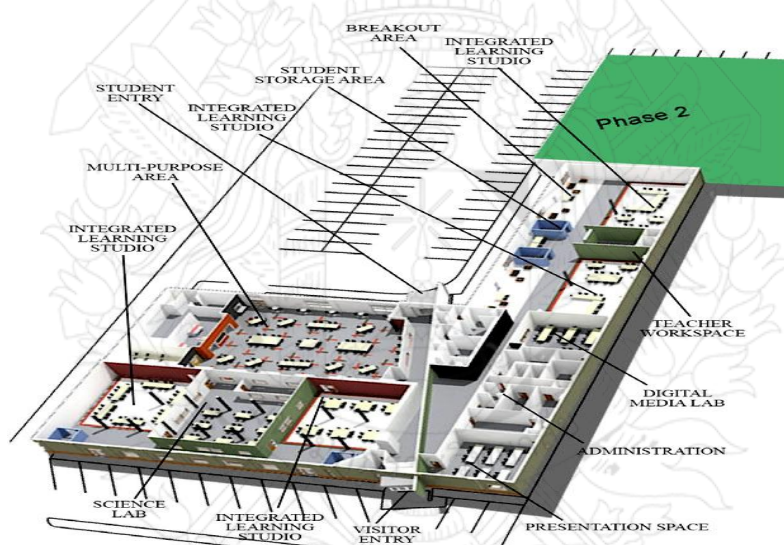 BREAKOUT
AREA
INTEGRATED
LEARNING
STUDIO
STUDENT
STORAGE AREA
STUDENT
ENTRY
INTEGRATED
LEARNING
STUDIO
Phase 2
MULTI-PURPOSE
AREA
INTEGRATED
LEARNING
STUDIO
TEACHER
WORKSPACE
DIGITAL
MEDIA LAB
ADMINISTRATION
SCIENCE
LAB
INTEGRATED
LEARNING
STUDIO
VISITOR
ENTRY
PRESENTATION SPACE